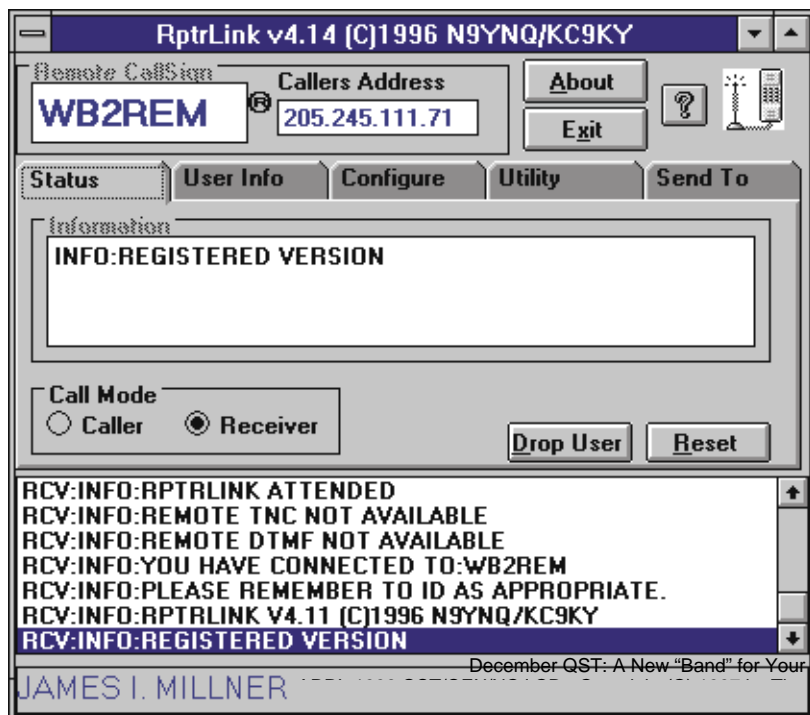 RptrLink v4.14 (C)1996 N9YNQ/KC9KY
Remote CallSign
Callers Address
About
WB2REM
®
205.245.111.71
Exit
?
Status
User Info
Configure
Utility
Send To
Information
INFO:REGISTERED VERSION
Call Mode
Caller
Receiver
Drop User
Reset
RCV:INFO:RPTRLINK ATTENDED
RCV:INFO:REMOTE TNC NOT AVAILABLE
RCV:INFO:REMOTE DTMF NOT AVAILABLE
RCV:INFO:YOU HAVE CONNECTED TO:WB2REM
RCV:INFO:PLEASE REMEMBER TO ID AS APPROPRIATE.
RCV:INFO:RPTRLINK V4.11 (C)1996 N9YNQ/KC9KY
RCV:INFO:REGISTERED VERSION
December QST: A New “Band” for Your
JAMES I. MILLNER